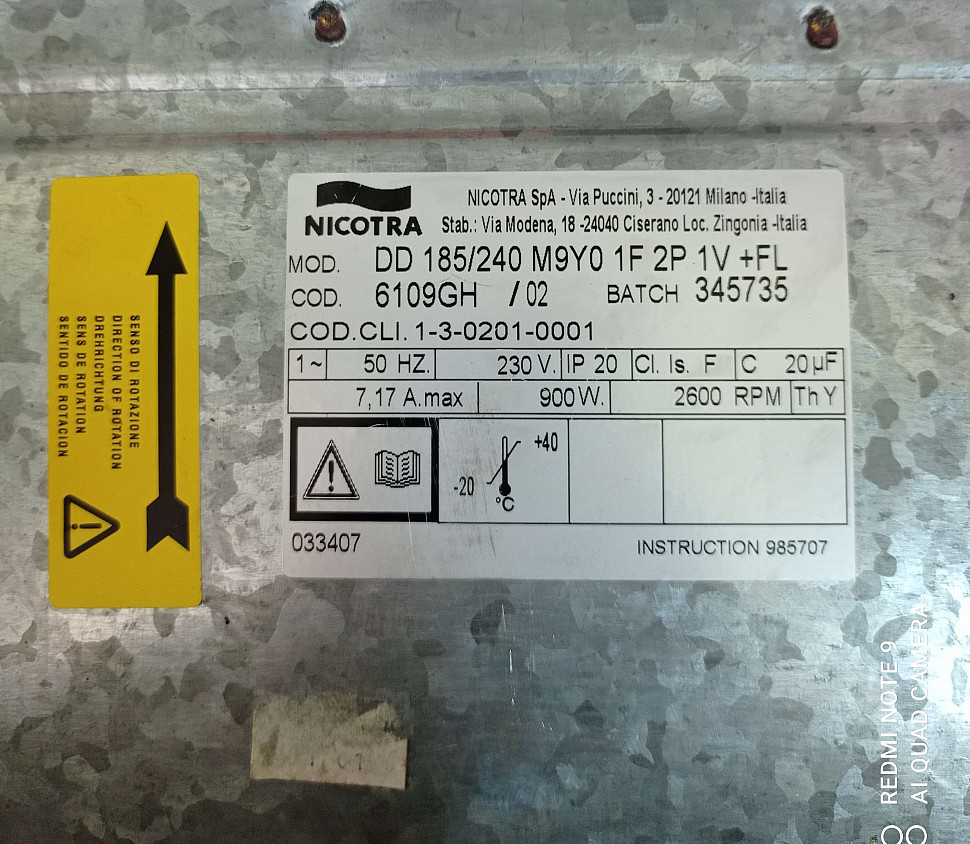 NICOTRA
NICOTRA SpA - Via Puccini, 3 - 20121 Milano -Italia
Stab.: Via Modena, 18 -24040 Ciserano Loc. Zingonia -Italia
MOD. DD 185/240 M9Y0 1F 2P 1V +FL
COD. 6109GH / 02 BATCH 345735
COD.CLI. 1-3-0201-0001
1~ 50 HZ. 230 V. IP 20 Cl. Is. F C 20µF
7,17 A.max 900W. 2600 RPM Th Y
-20 +40
°C
033407 INSTRUCTION 985707
SENSO DI ROTAZIONE
DIRECTION OF ROTATION
DREHRICHTUNG
SENS DE ROTATION
SENTIDO DE ROTACION
REDMI NOTE 9
AI QUAD CAMERA